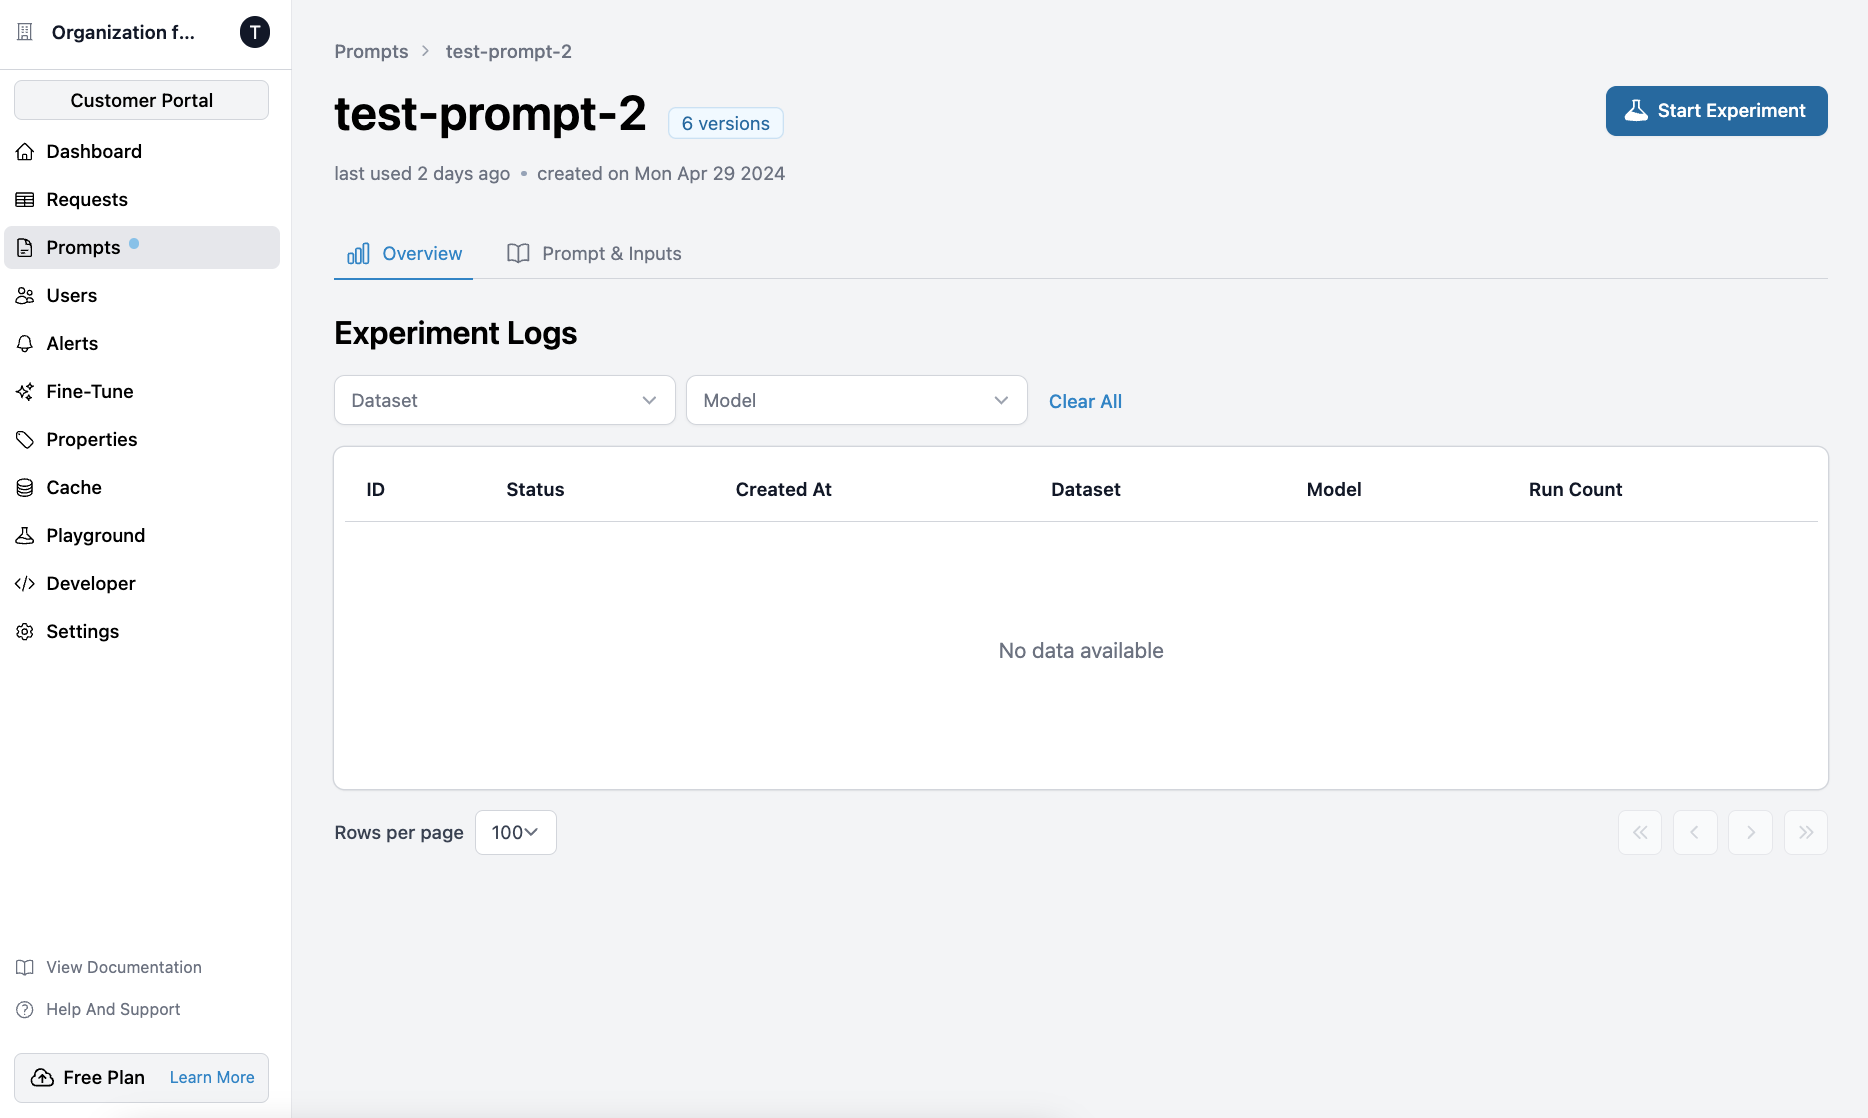 Organization f...
T
Customer Portal
Dashboard
Requests
Prompts
Users
Alerts
Fine-Tune
Properties
Cache
Playground
Developer
Settings
View Documentation
Help And Support
Free Plan Learn More
Prompts test-prompt-2
test-prompt-2 6 versions
Start Experiment
last used 2 days ago • created on Mon Apr 29 2024
Overview Prompt & Inputs
Experiment Logs
Dataset Model Clear All
ID Status Created At Dataset Model Run Count
No data available
Rows per page 100